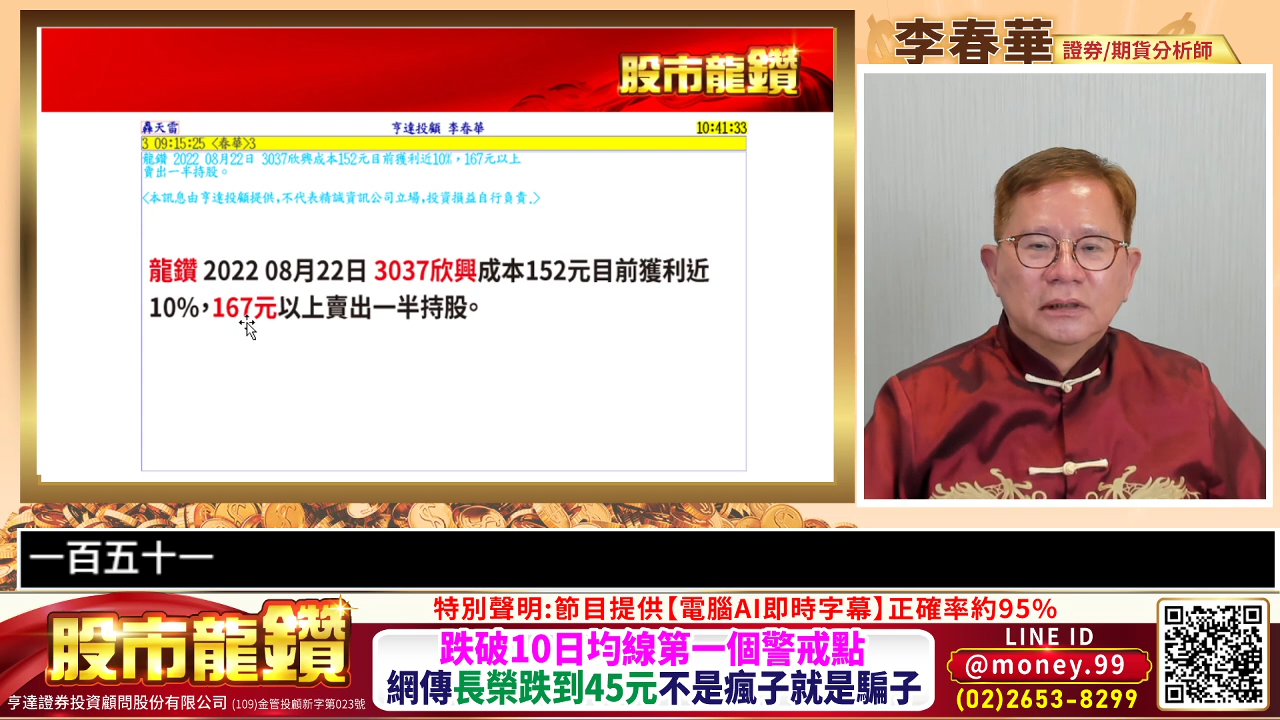 股市龍鑽
李春華
證券/期貨分析師
轟天雷 亨達投顧 李春華 10:41:33
3 09:15:25 <春華>3
龍鑽 2022 08月22日 3037欣興成本152元目前獲利近10%，167元以上
賣出一半持股。
<本訊息由亨達投顧提供,不代表精誠資訊公司立場,投資損益自行負責.>
龍鑽 2022 08月22日 3037欣興成本152元目前獲利近
10%，167元以上賣出一半持股。
一百五十一
特別聲明:節目提供【電腦AI即時字幕】正確率約95%
股市龍鑽
亨達證券投資顧問股份有限公司 (109)金管投顧新字第023號
跌破10日均線第一個警戒點
網傳長榮跌到45元不是瘋子就是騙子
LINE ID
@money.99
(02)2653-8299